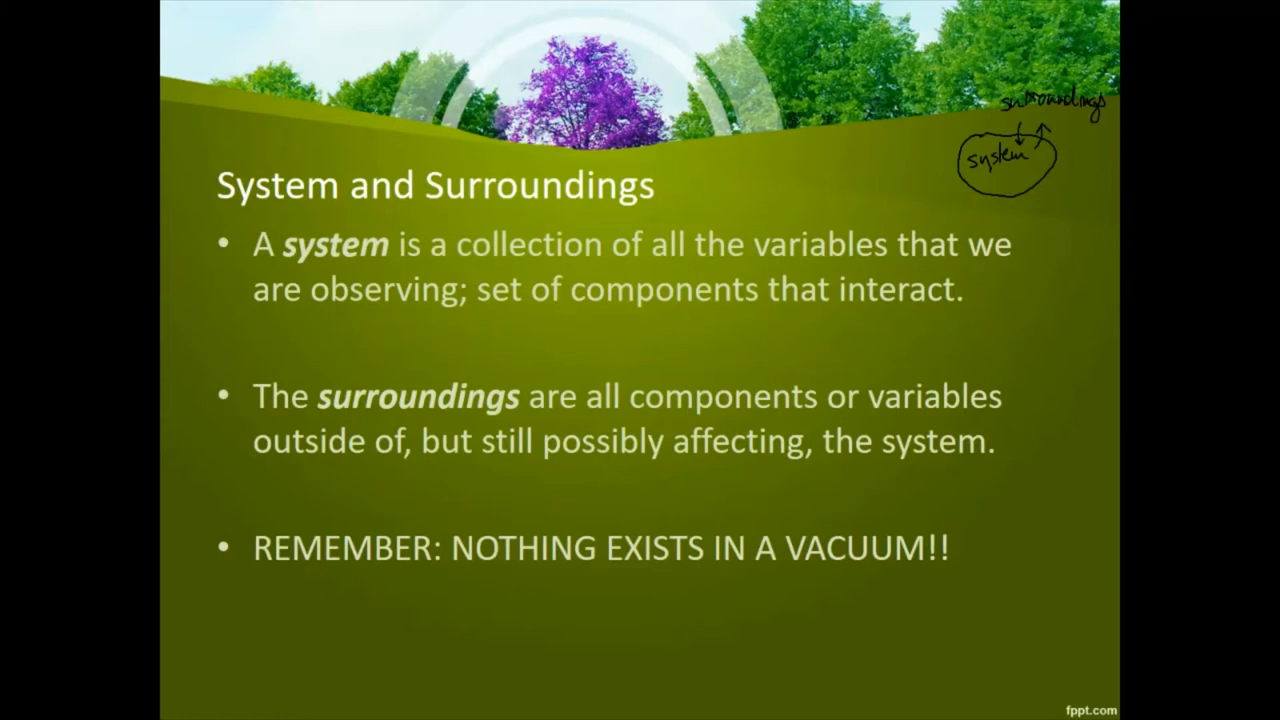 surroundings
system
System and Surroundings
• A system is a collection of all the variables that we
are observing; set of components that interact.
• The surroundings are all components or variables
outside of, but still possibly affecting, the system.
• REMEMBER: NOTHING EXISTS IN A VACUUM!!
fppt.com